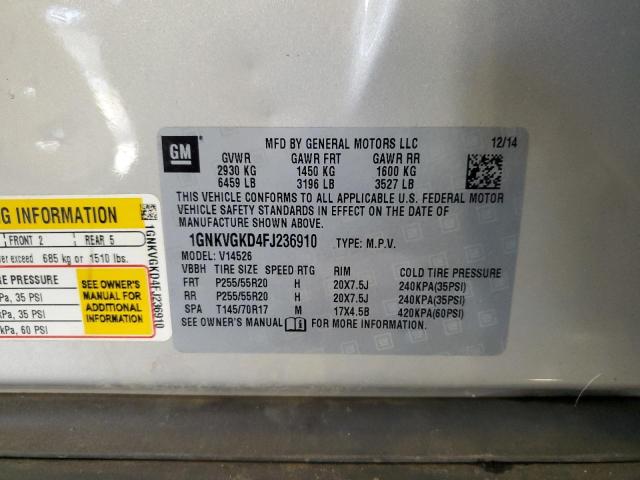 GM
MFD BY GENERAL MOTORS LLC 12/14
GVWR GAWR FRT GAWR RR
2930 KG 1450 KG 1600 KG
6459 LB 3196 LB 3527 LB
THIS VEHICLE CONFORMS TO ALL APPLICABLE U.S. FEDERAL MOTOR
VEHICLE SAFETY STANDARDS IN EFFECT ON THE DATE OF
MANUFACTURE SHOWN ABOVE.
1GNKVGKD4FJ236910 TYPE: M.P.V.
MODEL: V14526
VBBH TIRE SIZE SPEED RTG RIM COLD TIRE PRESSURE
FRT P255/55R20 H 20X7.5J 240KPA(35PSI)
RR P255/55R20 H 20X7.5J 240KPA(35PSI)
SPA T145/70R17 M 17X4.5B 420KPA(60PSI)
SEE OWNER'S MANUAL FOR MORE INFORMATION.
INFORMATION
FRONT 2 REAR 5
exceed 685 kg or 1510 lbs.
PRESSURE
kPa, 35 PSI
kPa, 35 PSI
kPa, 60 PSI
SEE OWNER'S
MANUAL FOR
ADDITIONAL
INFORMATION
1GNKVGKD4FJ236910